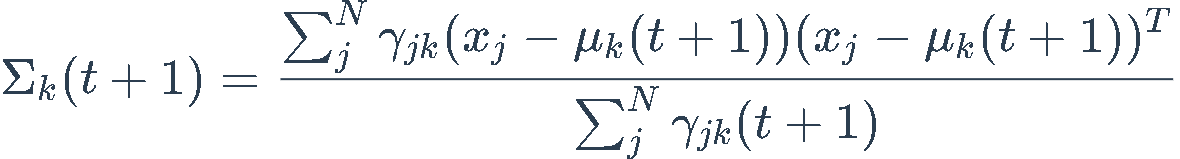 Σ_k(t + 1) = \frac{\sum_j^N γ_{jk}(x_j − μ_k(t + 1))(x_j − μ_k(t + 1))^T}{\sum_j^N γ_{jk}(t + 1)}